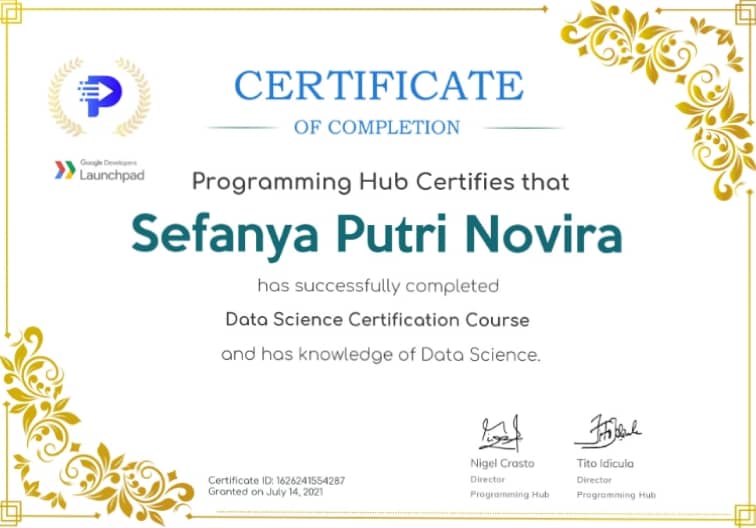 CERTIFICATE
OF COMPLETION
Google Developers
Launchpad
Programming Hub Certifies that
Sefanya Putri Novira
has successfully completed
Data Science Certification Course
and has knowledge of Data Science.
Nigel Crasto
Director
Programming Hub
Tito Idicula
Director
Programming Hub
Certificate ID: 1626241554287
Granted on July 14, 2021